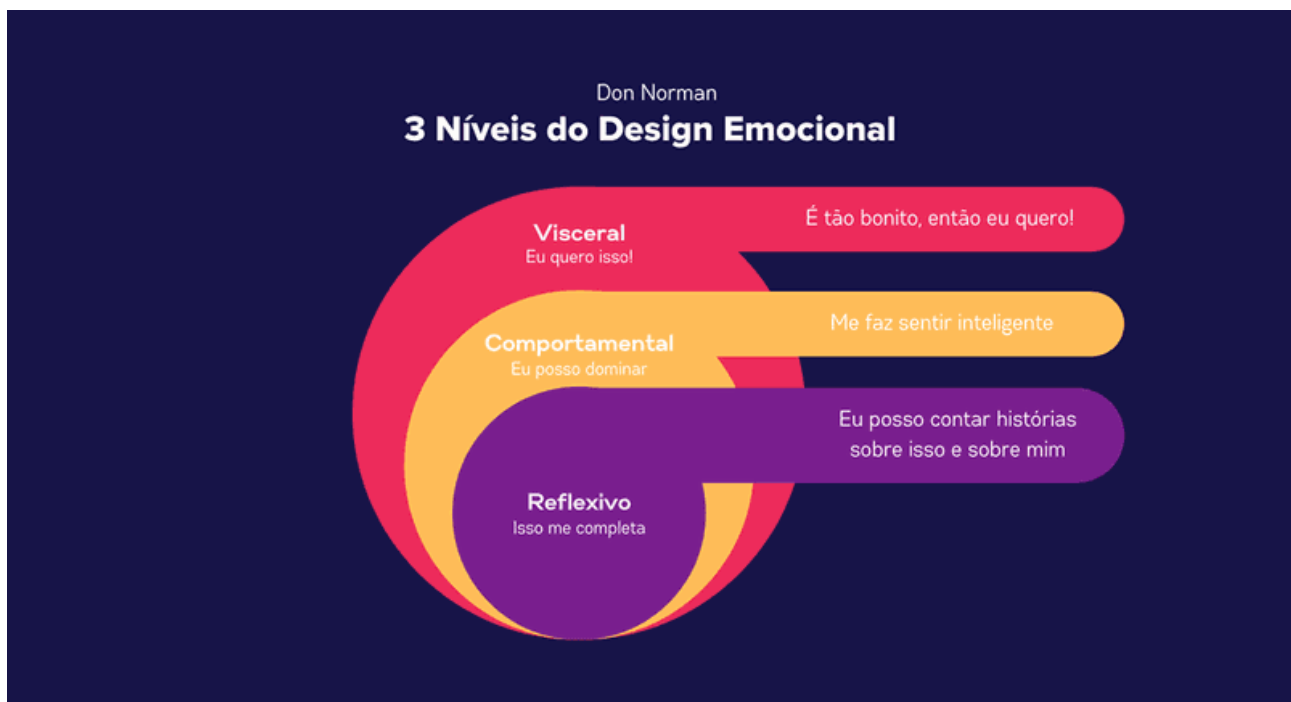 Don Norman
3 Níveis do Design Emocional
Visceral
Eu quero isso!
É tão bonito, então eu quero!
Comportamental
Eu posso dominar
Me faz sentir inteligente
Reflexivo
Isso me completa
Eu posso contar histórias
sobre isso e sobre mim